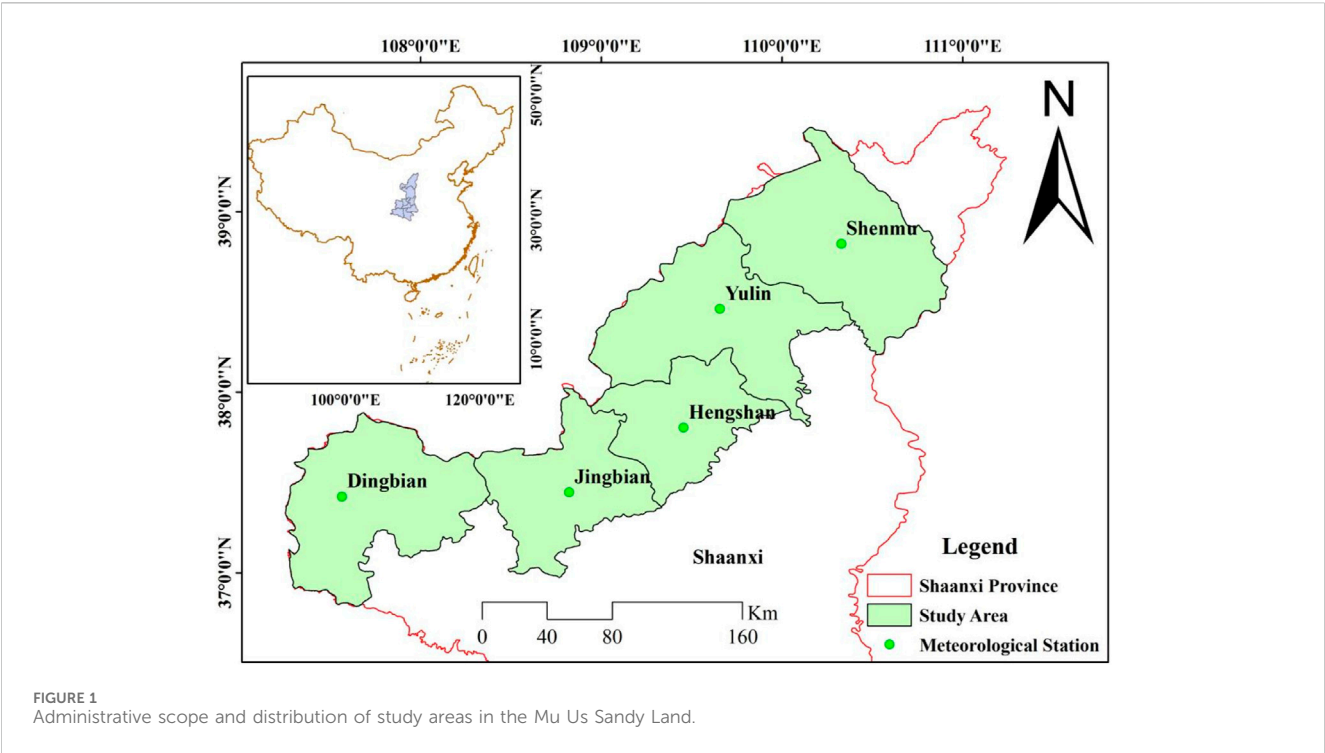 108°0'0"E 109°0'0"E 110°0'0"E 111°0'0"E
N
50°0'0"N
30°0'0"N
10°0'0"N
100°0'0"E 120°0'0"E
39°0'0"N
38°0'0"N
37°0'0"N
Shenmu
Yulin
Hengshan
Jingbian
Dingbian
Shaanxi
Km
0 40 80 160
Legend
Shaanxi Province
Study Area
Meteorological Station
FIGURE 1
Administrative scope and distribution of study areas in the Mu Us Sandy Land.